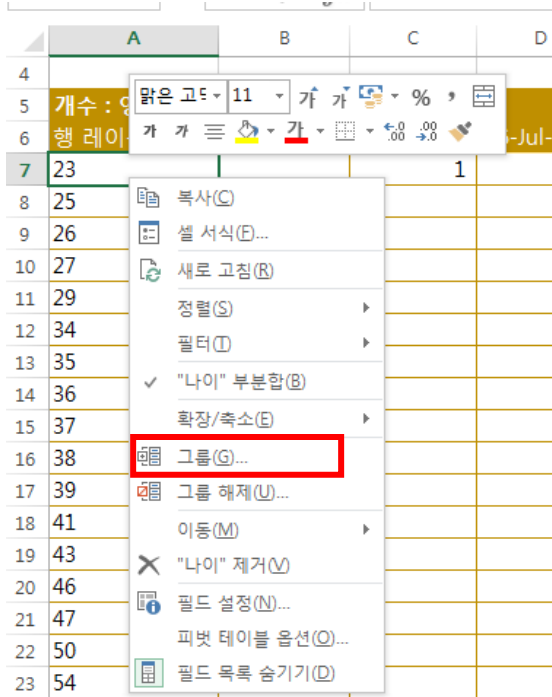 A B C D
4
맑은 고딕 11 가 가 % ,
5 개수 :
가 가 가 .00 .00
6 행 레이 -Jul-
7 23 1
복사(C)
8 25
셀 서식(F)...
9 26
10 27
새로 고침(R)
11 29
정렬(S)
12 34
필터(T)
13 35
"나이" 부분합(B)
14 36
확장/축소(E)
15 37
그룹(G)...
16 38
그룹 해제(U)...
17 39
18 41
이동(M)
19 43
"나이" 제거(V)
20 46
필드 설정(N)...
21 47
피벗 테이블 옵션(O)...
22 50
필드 목록 숨기기(D)
23 54